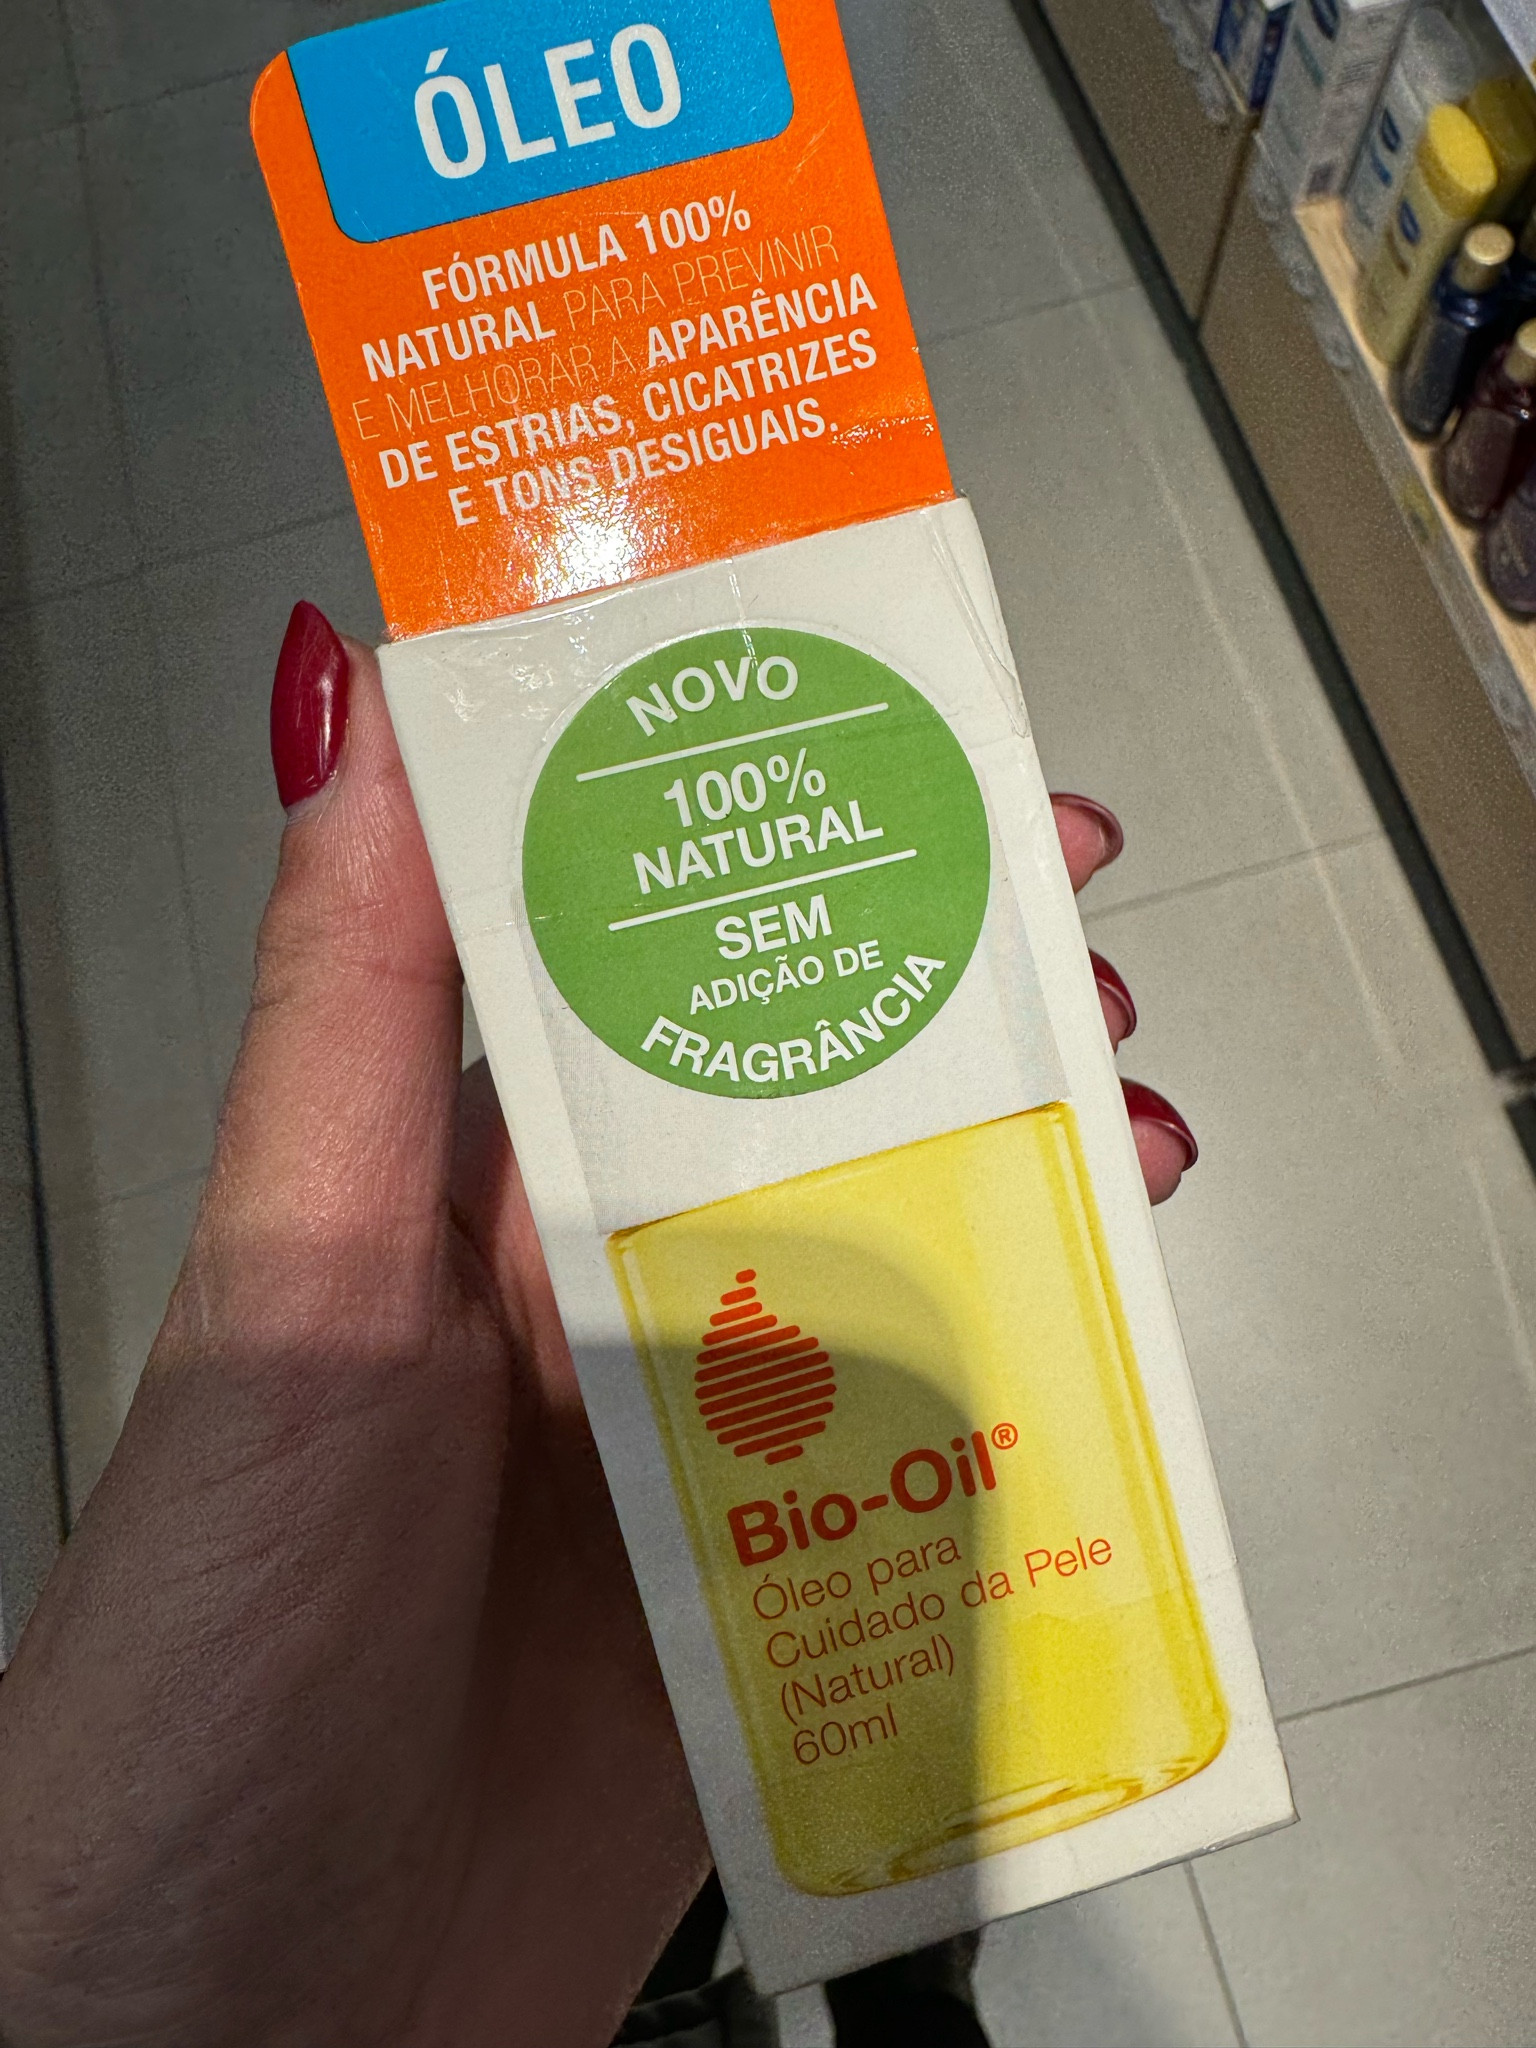 ÓLEO
FÓRMULA 100%
NATURAL PARA PREVINIR
E MELHORAR A APARÊNCIA
DE ESTRIAS, CICATRIZES
E TONS DESIGUAIS.
NOVO
100%
NATURAL
SEM
ADIÇÃO DE
FRAGRÂNCIA
Bio-Oil®
Óleo para
Cuidado da Pele
(Natural)
60ml